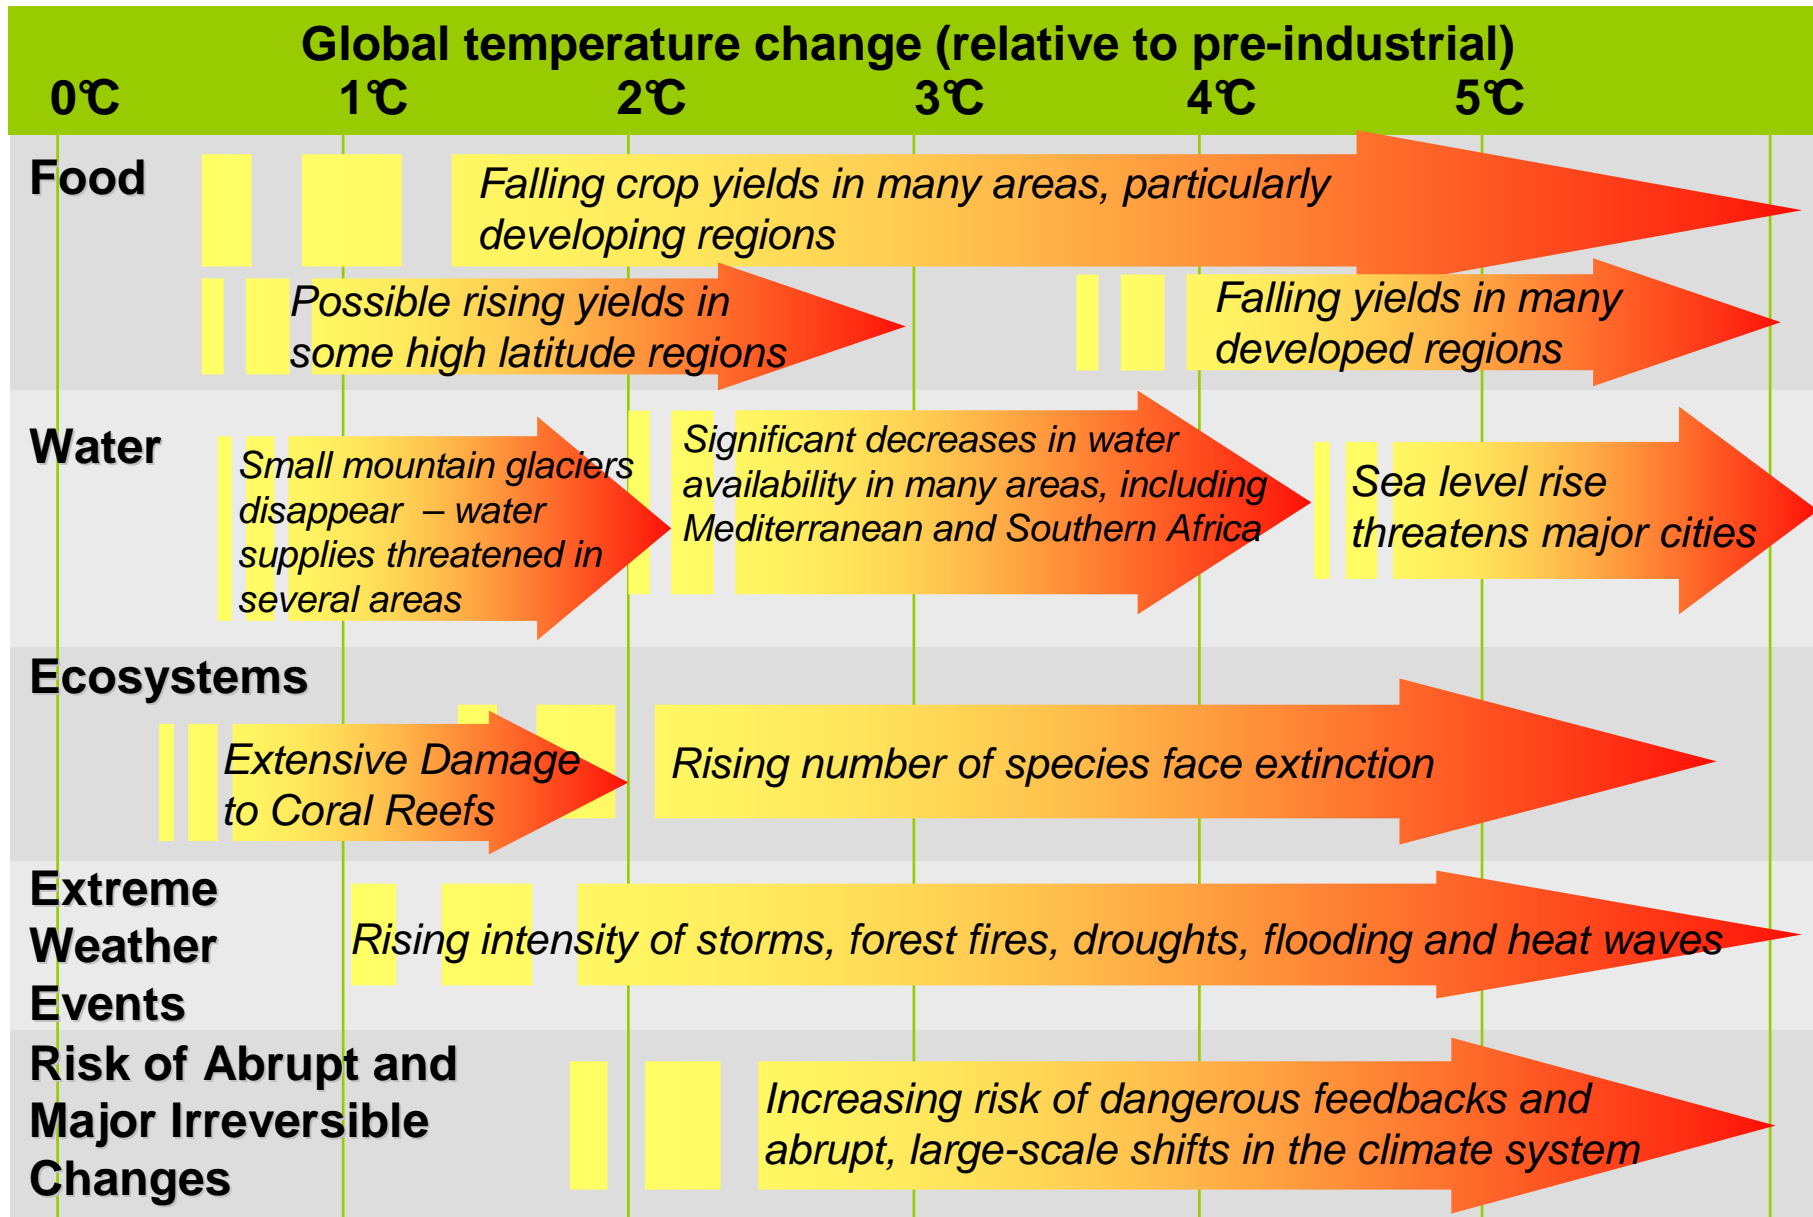 Global temperature change (relative to pre-industrial)
0°C 1°C 2°C 3°C 4°C 5°C
Food
Falling crop yields in many areas, particularly
developing regions
Possible rising yields in
some high latitude regions
Falling yields in many
developed regions
Water
Small mountain glaciers
disappear – water
supplies threatened in
several areas
Significant decreases in water
availability in many areas, including
Mediterranean and Southern Africa
Sea level rise
threatens major cities
Ecosystems
Extensive Damage
to Coral Reefs
Rising number of species face extinction
Extreme
Weather
Events
Rising intensity of storms, forest fires, droughts, flooding and heat waves
Risk of Abrupt and
Major Irreversible
Changes
Increasing risk of dangerous feedbacks and
abrupt, large-scale shifts in the climate system